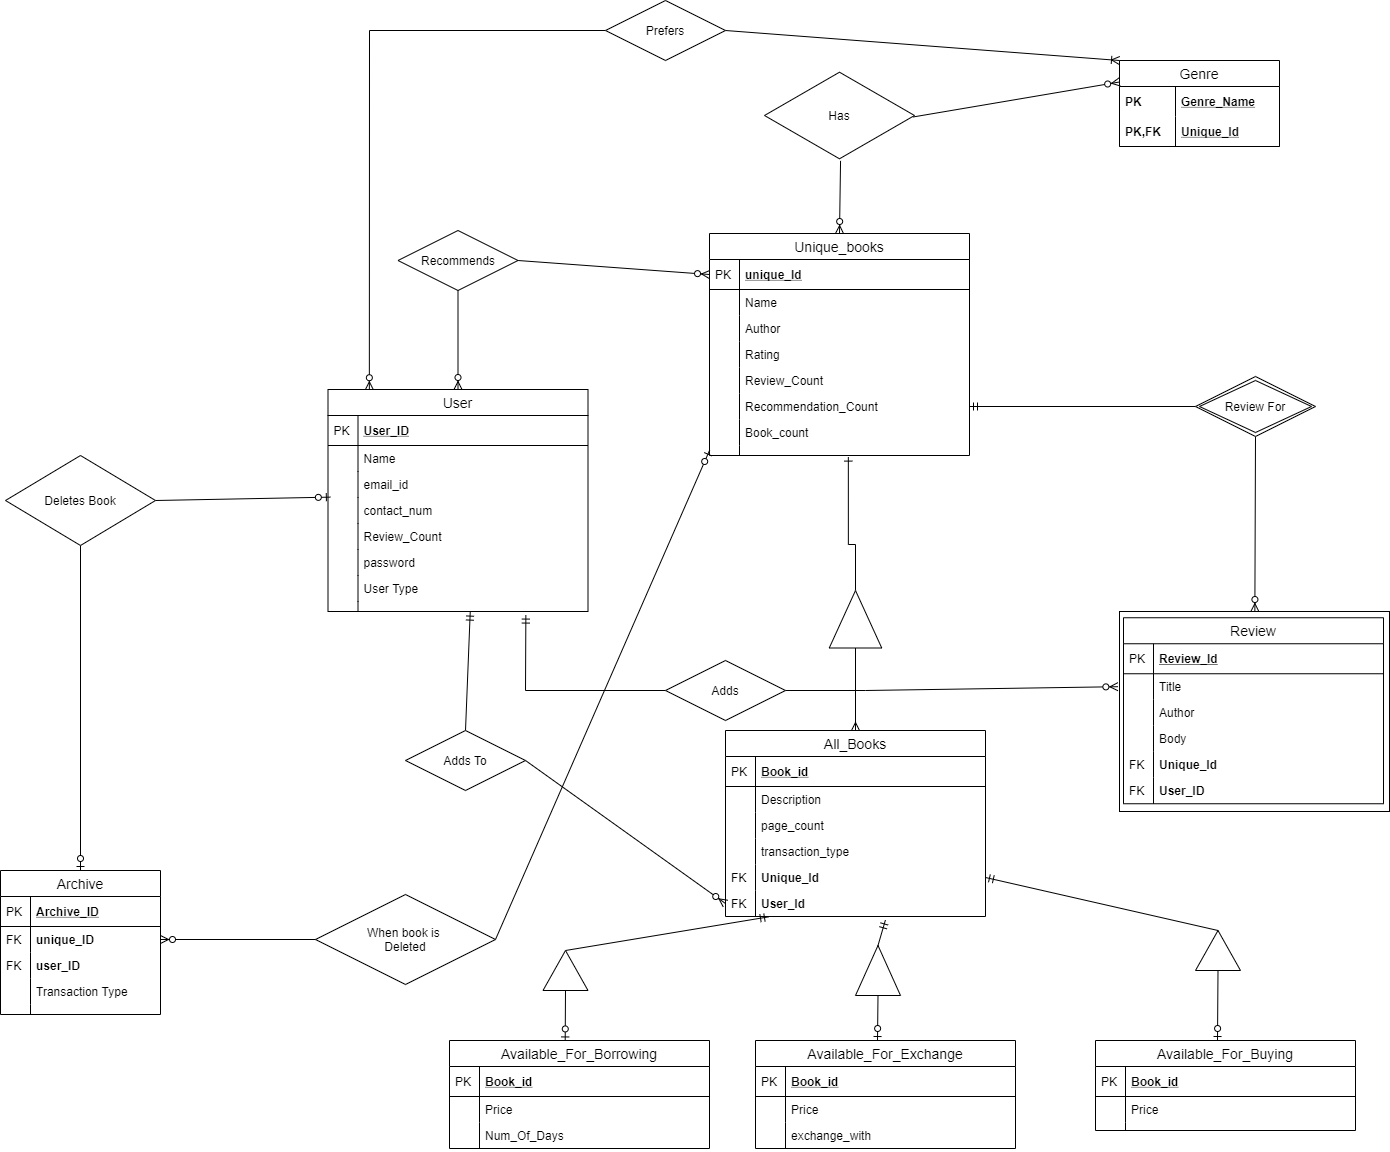 Prefers
Genre
PK Genre_Name
PK,FK Unique_Id
Has
Unique_books
PK unique_Id
Name
Author
Rating
Review_Count
Recommendation_Count
Book_count
Recommends
User
PK User_ID
Name
email_id
contact_num
Review_Count
password
User Type
Review For
Deletes Book
Review
PK Review_Id
Title
Author
Body
FK Unique_Id
FK User_ID
Adds
Adds To
All_Books
PK Book_id
Description
page_count
transaction_type
FK Unique_Id
FK User_Id
Archive
PK Archive_ID
FK unique_ID
FK user_ID
Transaction Type
When book is
Deleted
Available_For_Borrowing
PK Book_id
Price
Num_Of_Days
Available_For_Exchange
PK Book_id
Price
exchange_with
Available_For_Buying
PK Book_id
Price